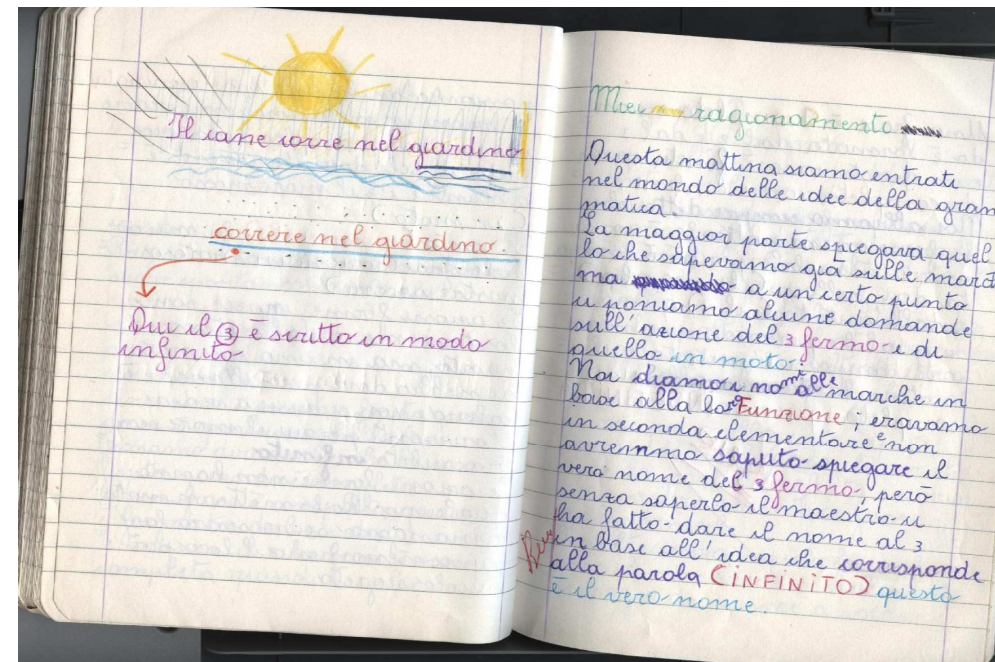 Il cane corre nel giardino
correre nel giardino.
Qui il ③ è scritto in modo
infinito
Mio ragionamento
Questa mattina siamo entrati
nel mondo delle idee della gram
matica.
La maggior parte spiegava quel
lo che sapevamo già sulle marc
ma a un certo punto
ci poniamo alcune domande
sull'azione del 3 fermo e di
quello in moto.
Noi diamo i nomi alle marche in
base alla loro Funzione; eravamo
in seconda elementare e non
avremmo saputo spiegare il
vero nome del 3 fermo, però
senza saperlo il maestro ci
ha fatto dare il nome al 3
in base all'idea che corrisponde
alla parola (INFINITO) questo
è il vero nome.